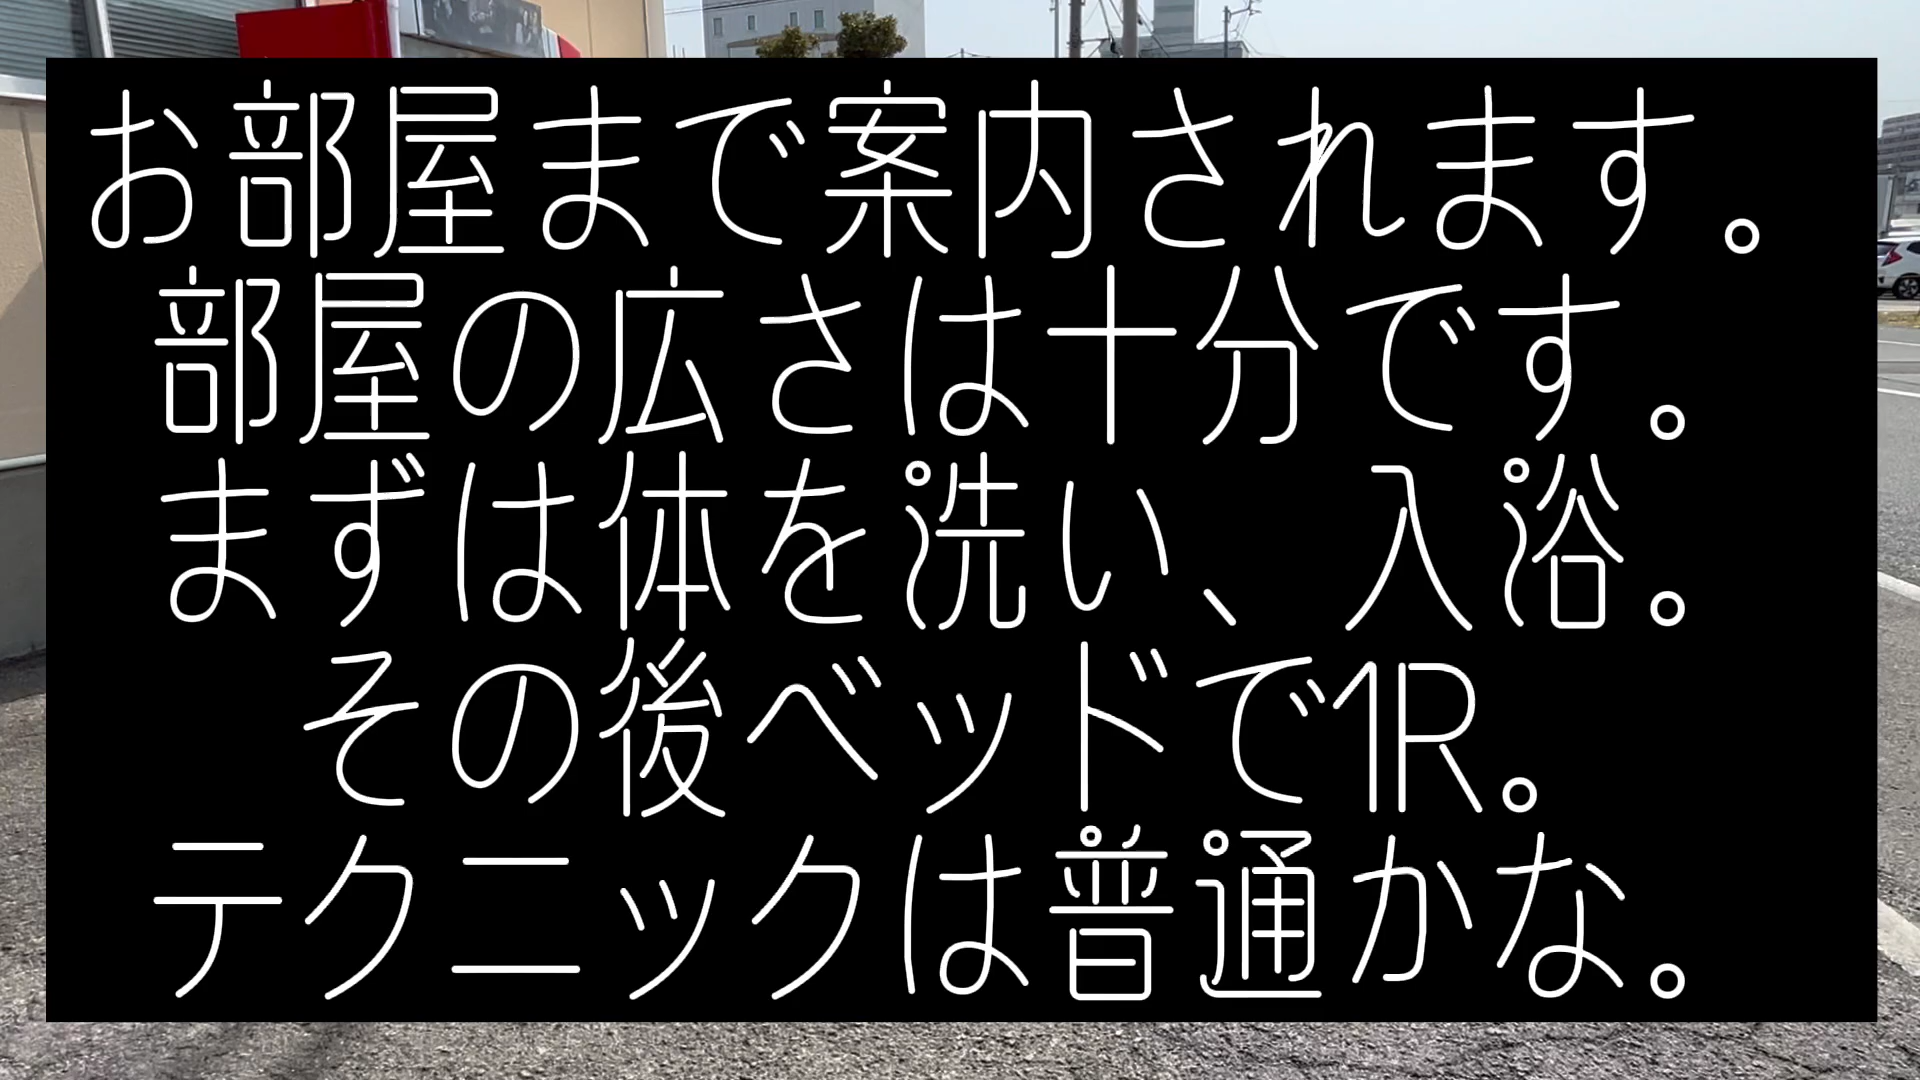 お部屋まで案内されます。
部屋の広さは十分です。
まずは体を洗い、入浴。
その後ベッドで1R。
テクニックは普通かな。